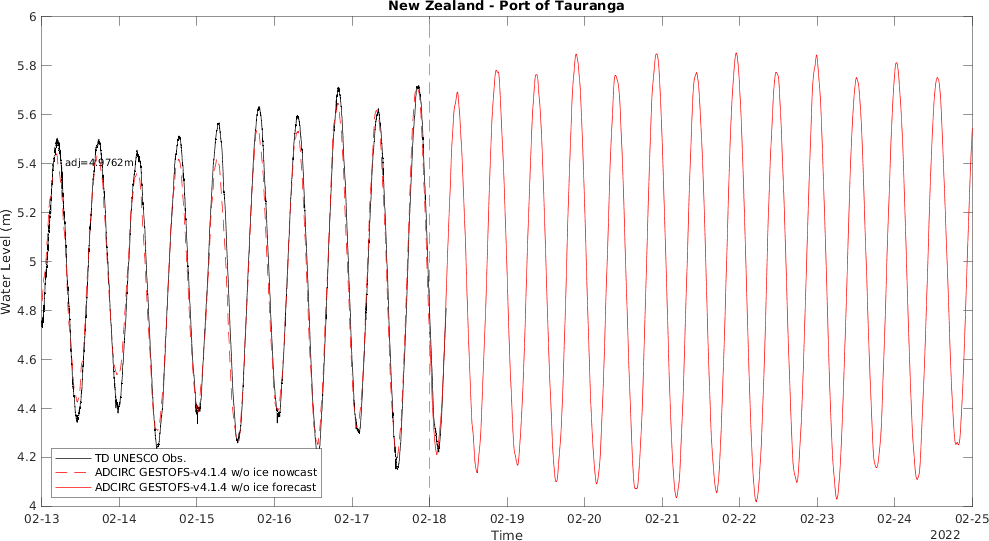 New Zealand - Port of Tauranga
Water Level (m)
6
5.8
5.6
5.4
5.2
5
4.8
4.6
4.4
4.2
4
adj=4.9762m
TD UNESCO Obs.
ADCIRC GESTOFS-v4.1.4 w/o ice nowcast
ADCIRC GESTOFS-v4.1.4 w/o ice forecast
02-13 02-14 02-15 02-16 02-17 02-18 02-19 02-20 02-21 02-22 02-23 02-24 02-25
Time
2022